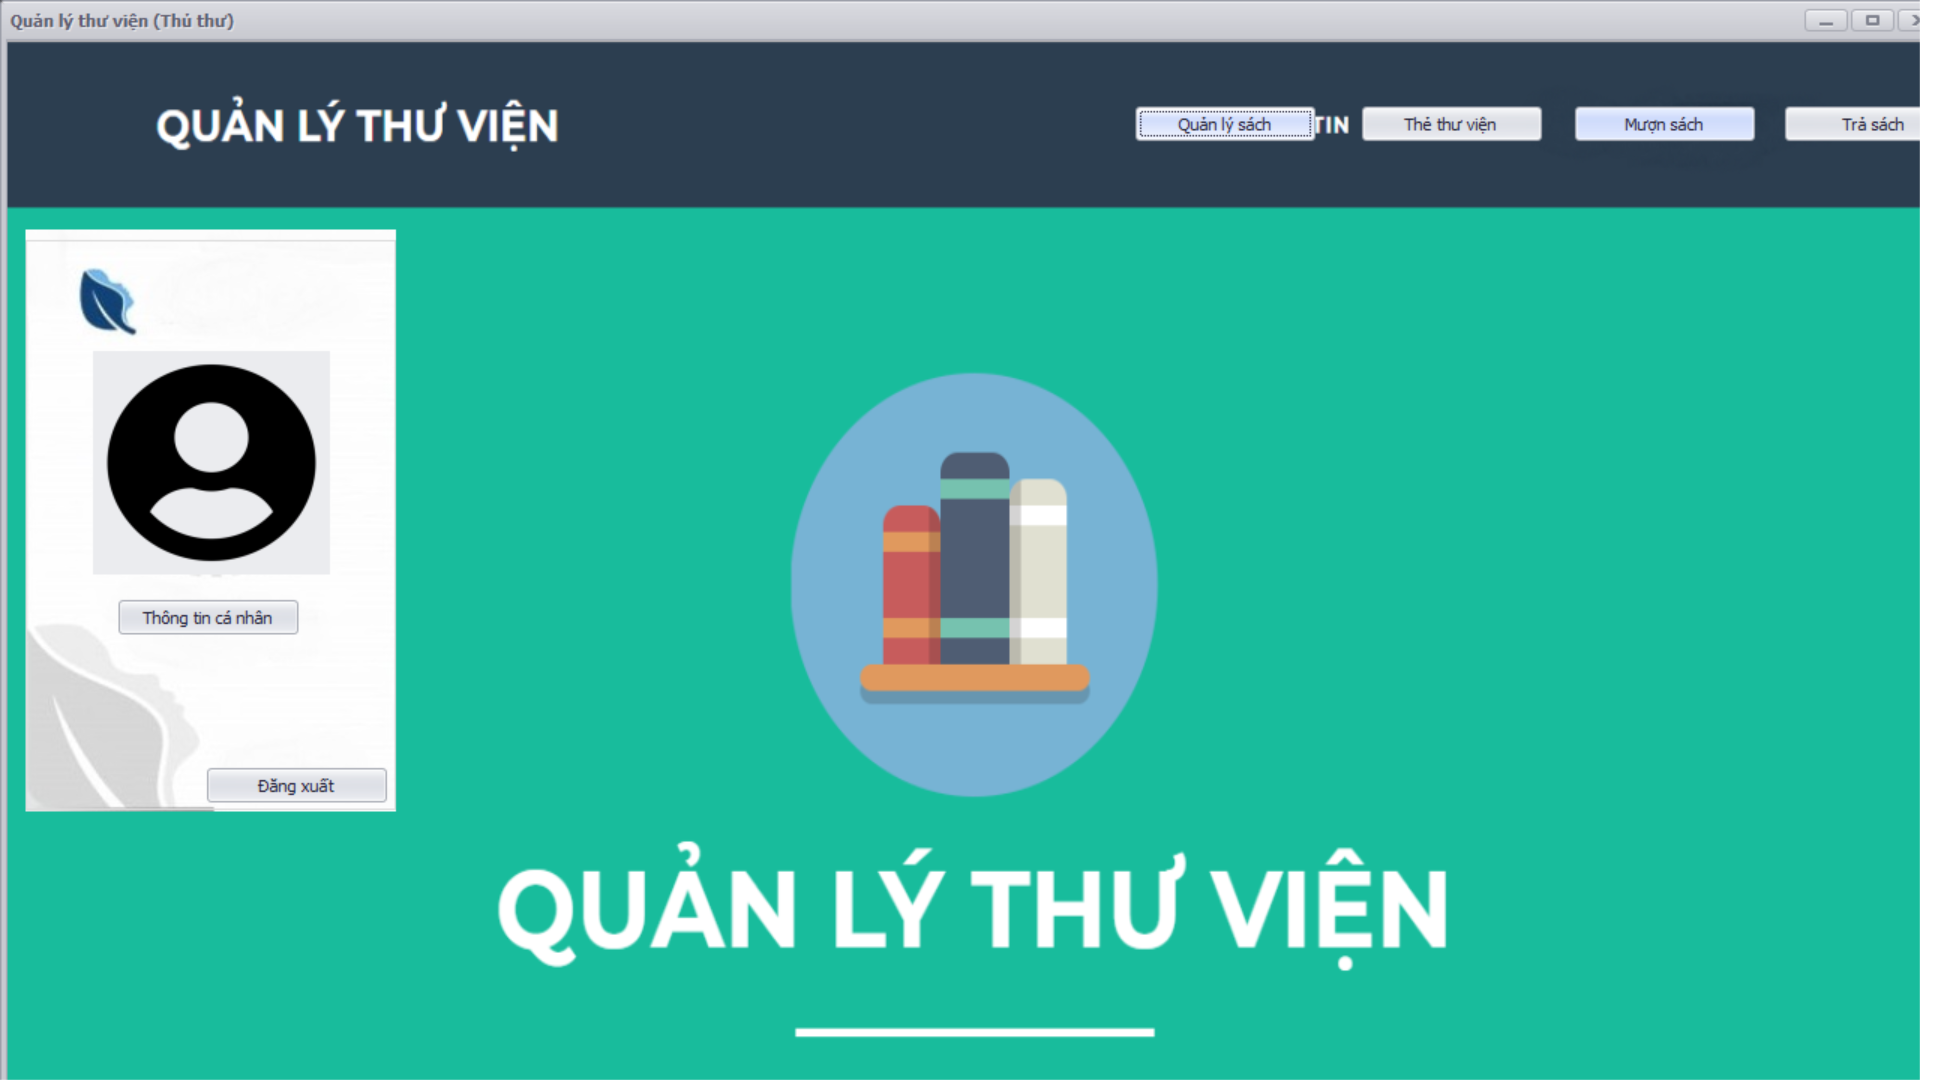 Quản lý thư viện (Thủ thư)
QUẢN LÝ THƯ VIỆN
Quản lý sách TIN Thẻ thư viện Mượn sách Trả sách
Thông tin cá nhân
Đăng xuất
QUẢN LÝ THƯ VIỆN